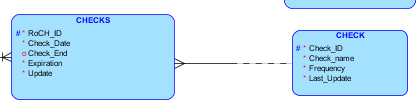 CHECKS
# * RoCH_ID
* Check_Date
o Check_End
* Expiration
* Update
CHECK
# * Check_ID
* Check_name
* Frequency
* Last_Update